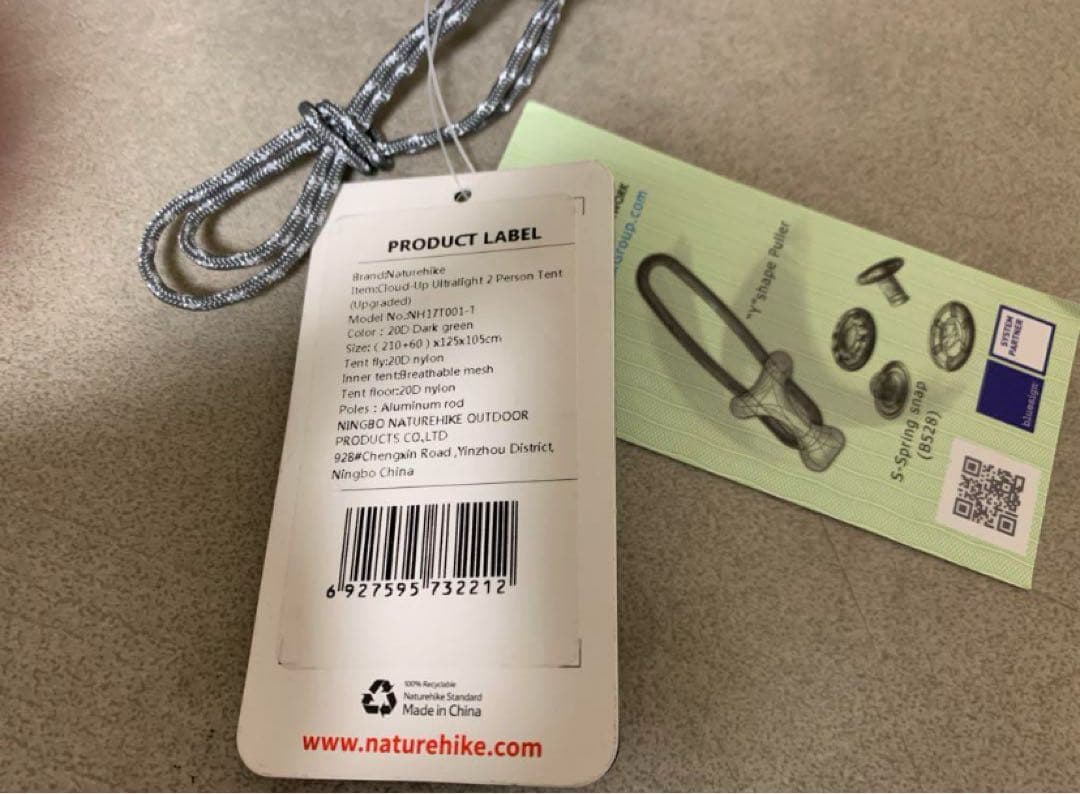 PRODUCT LABEL
Brand:Naturehike
Item:Cloud-Up Ultralight 2 Person Tent
(Upgraded)
Model No.:NH17T001-T
Color : 20D Dark green
Size: ( 210+60 ) x125x105cm
Tent fly:20D nylon
Inner tent:Breathable mesh
Tent floor:20D nylon
Poles : Aluminum rod
NINGBO NATUREHIKE OUTDOOR
PRODUCTS CO.,LTD
928#Chengxin Road ,Yinzhou District,
Ningbo China
6 927595 732212
100% Recyclable
Naturehike Standard
Made in China
www.naturehike.com
Group.com
"Y"shape Puller
S-Spring snap
(B528)
SYSTEM
PARTNER
bluesign